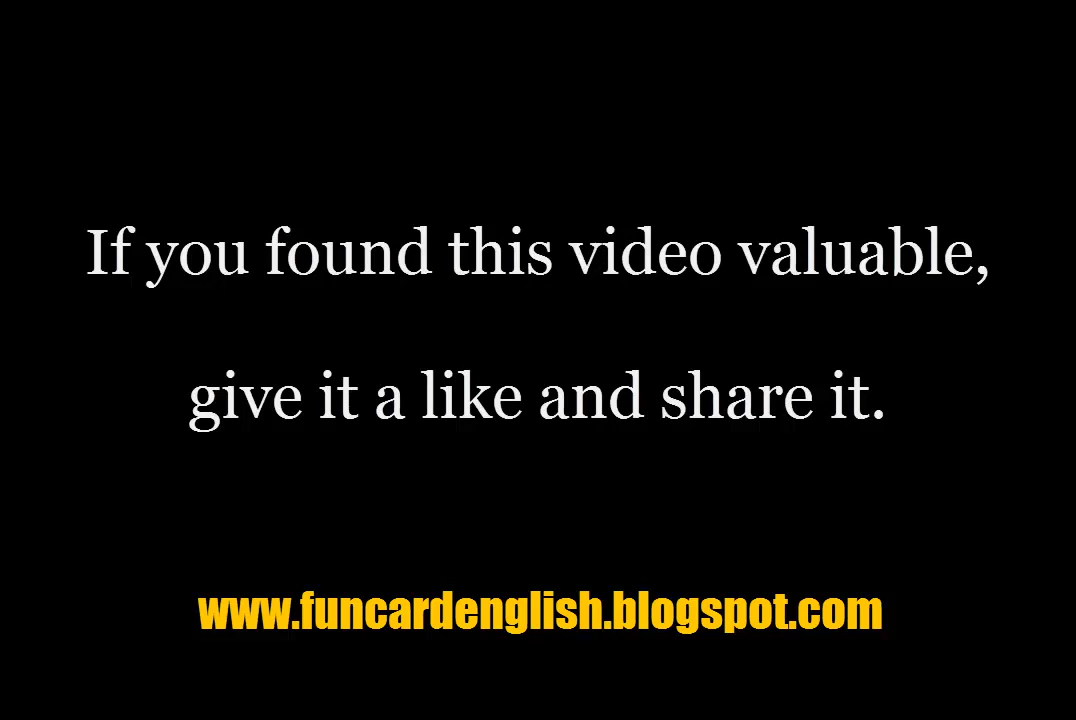 If you found this video valuable,
give it a like and share it.
www.funcardenglish.blogspot.com